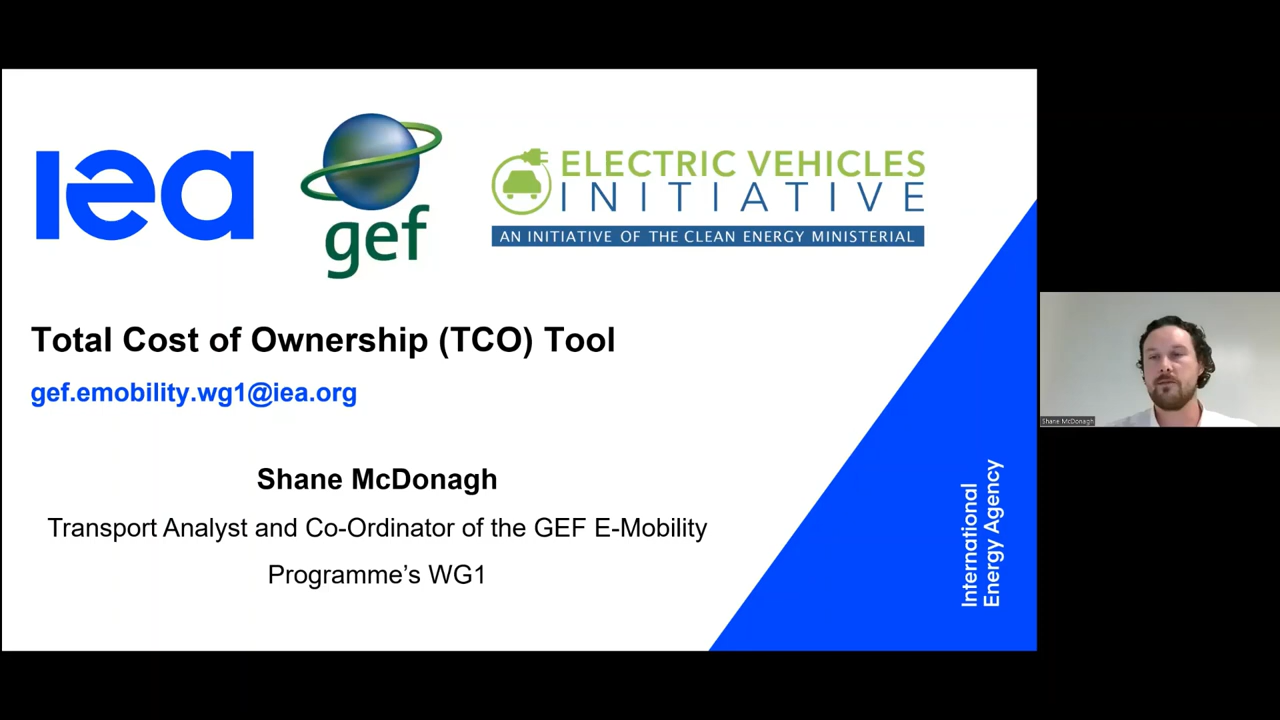 iea
gef
ELECTRIC VEHICLES
INITIATIVE
AN INITIATIVE OF THE CLEAN ENERGY MINISTERIAL
Total Cost of Ownership (TCO) Tool
gef.emobility.wg1@iea.org
Shane McDonagh
Transport Analyst and Co-Ordinator of the GEF E-Mobility
Programme’s WG1
International
Energy Agency
Shane McDonagh